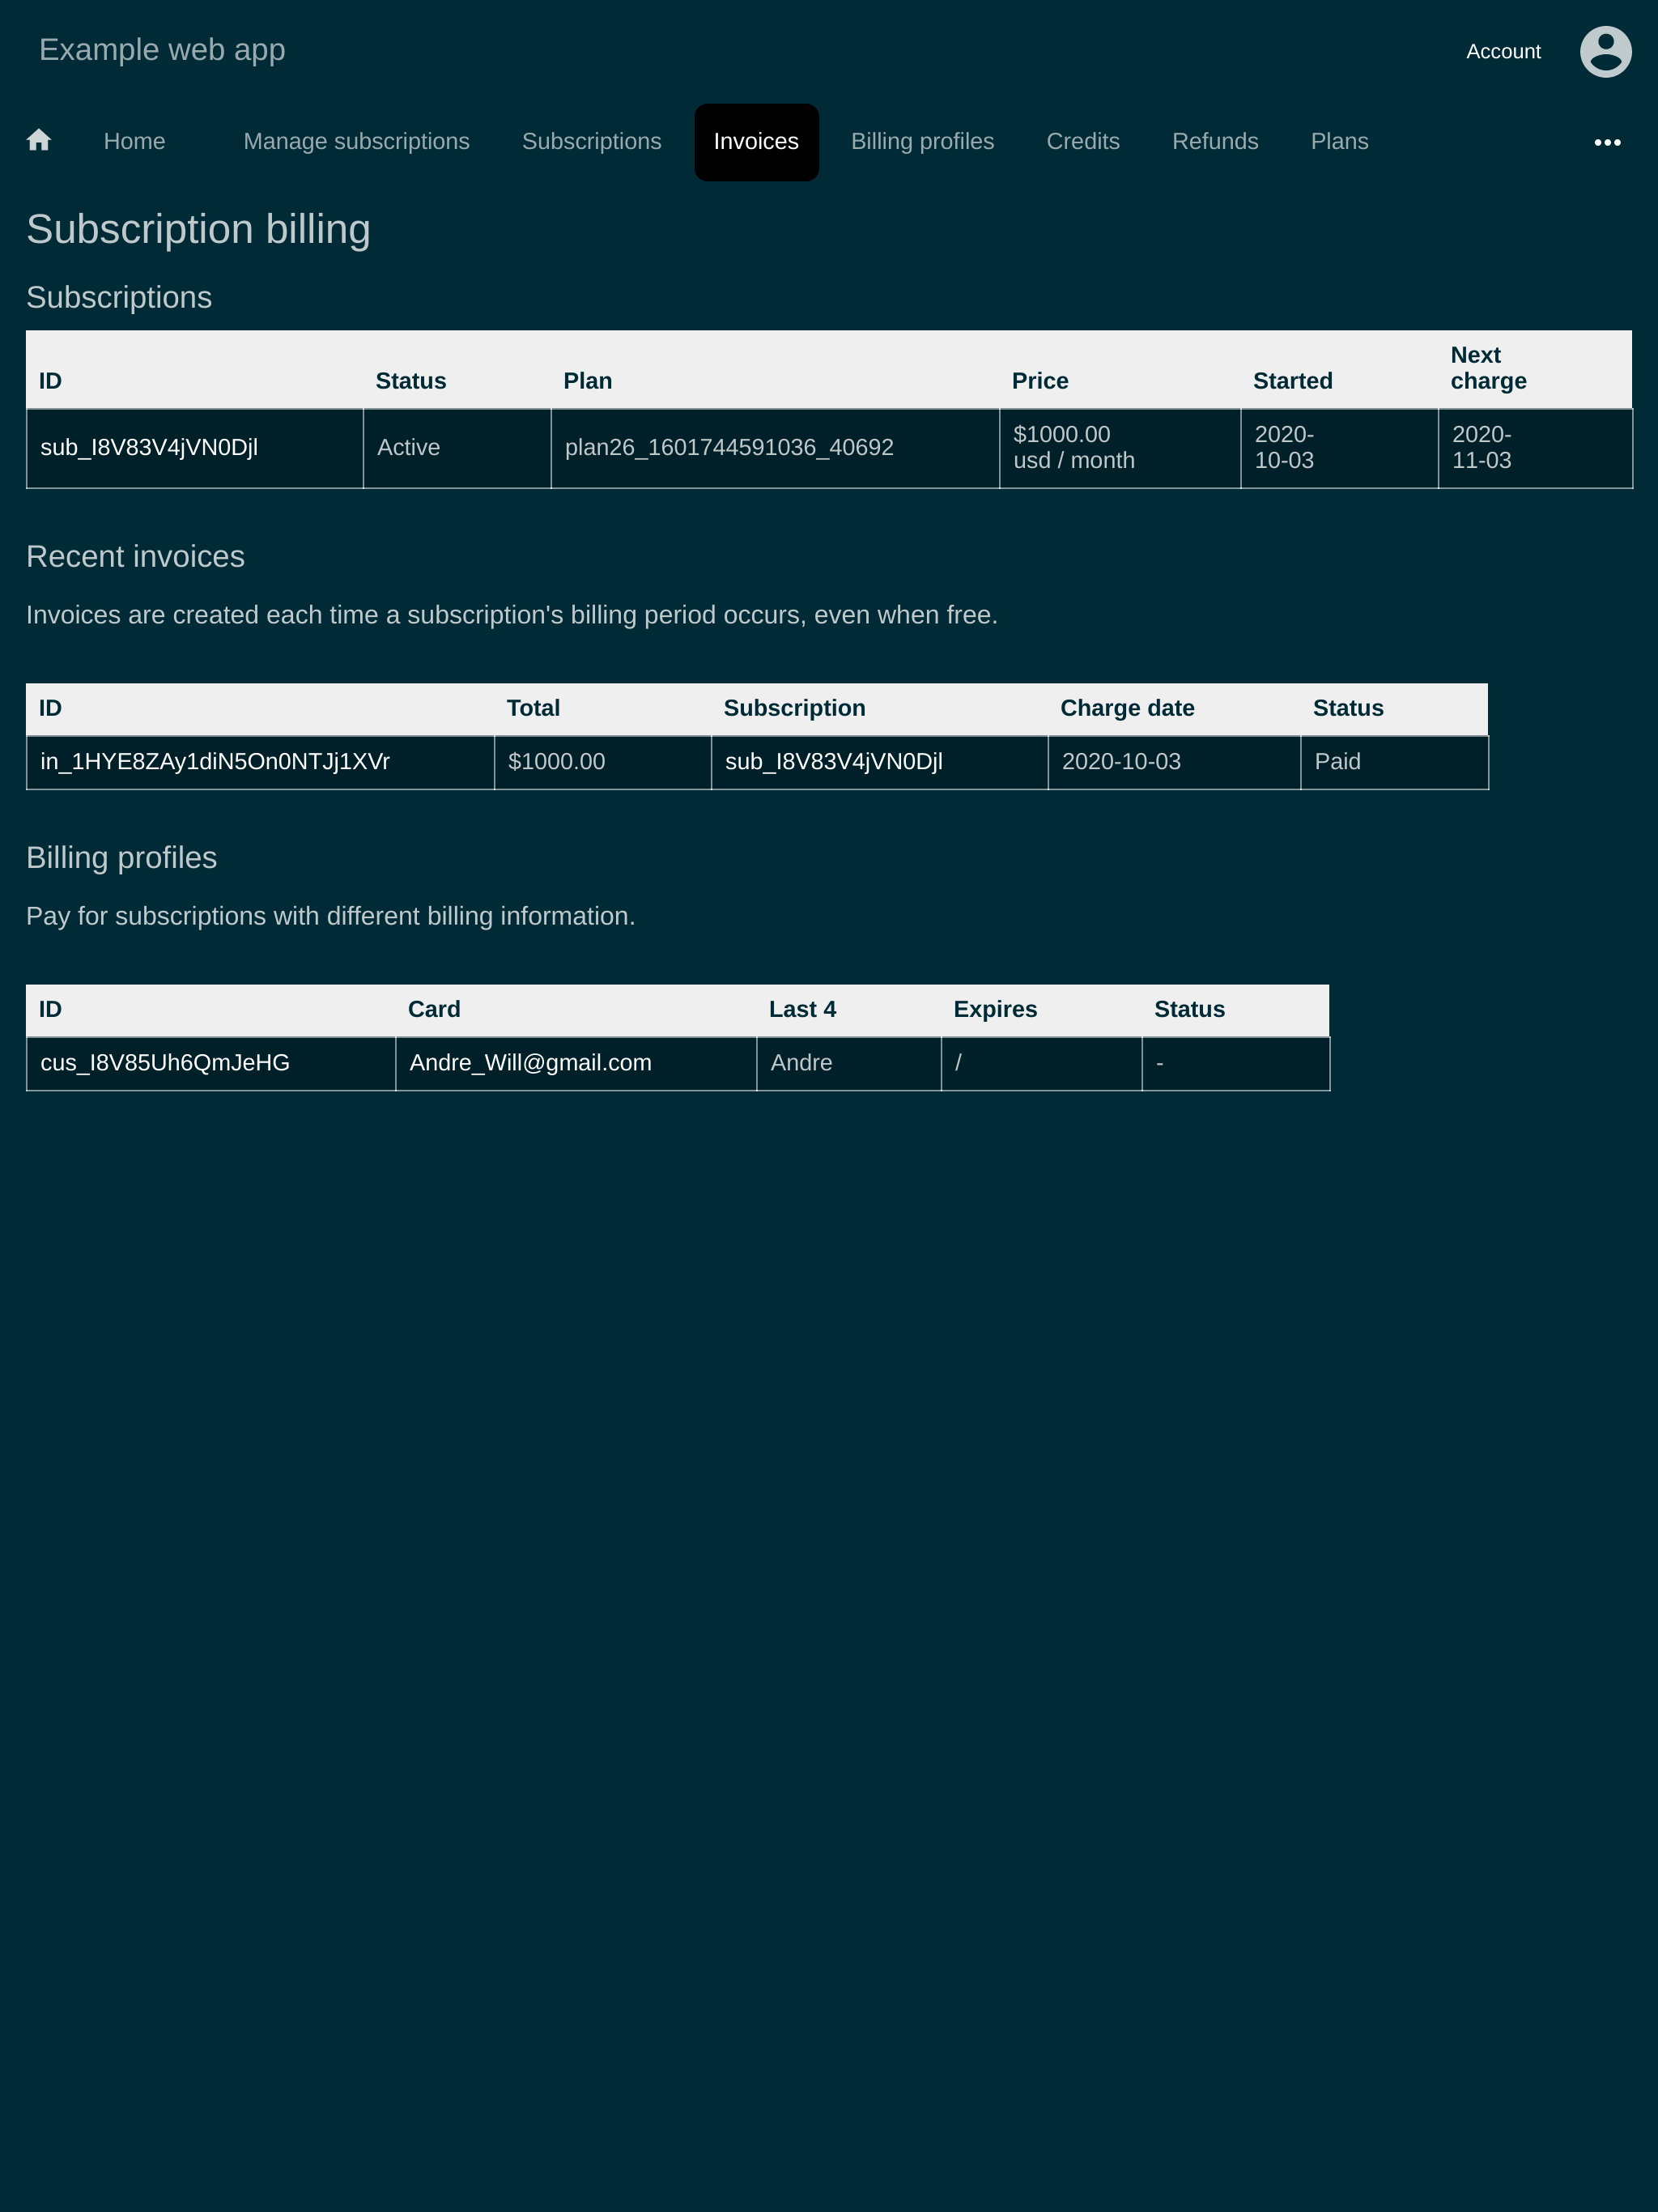 Example web app
Account
Home Manage subscriptions Subscriptions Invoices Billing profiles Credits Refunds Plans
Subscription billing
Subscriptions
ID Status Plan Price Started Next charge
sub_I8V83V4jVN0Djl Active plan26_1601744591036_40692 $1000.00 usd / month 2020-10-03 2020-11-03
Recent invoices
Invoices are created each time a subscription's billing period occurs, even when free.
ID Total Subscription Charge date Status
in_1HYE8ZAy1diN5On0NTJj1XVr $1000.00 sub_I8V83V4jVN0Djl 2020-10-03 Paid
Billing profiles
Pay for subscriptions with different billing information.
ID Card Last 4 Expires Status
cus_I8V85Uh6QmJeHG Andre_Will@gmail.com Andre / -